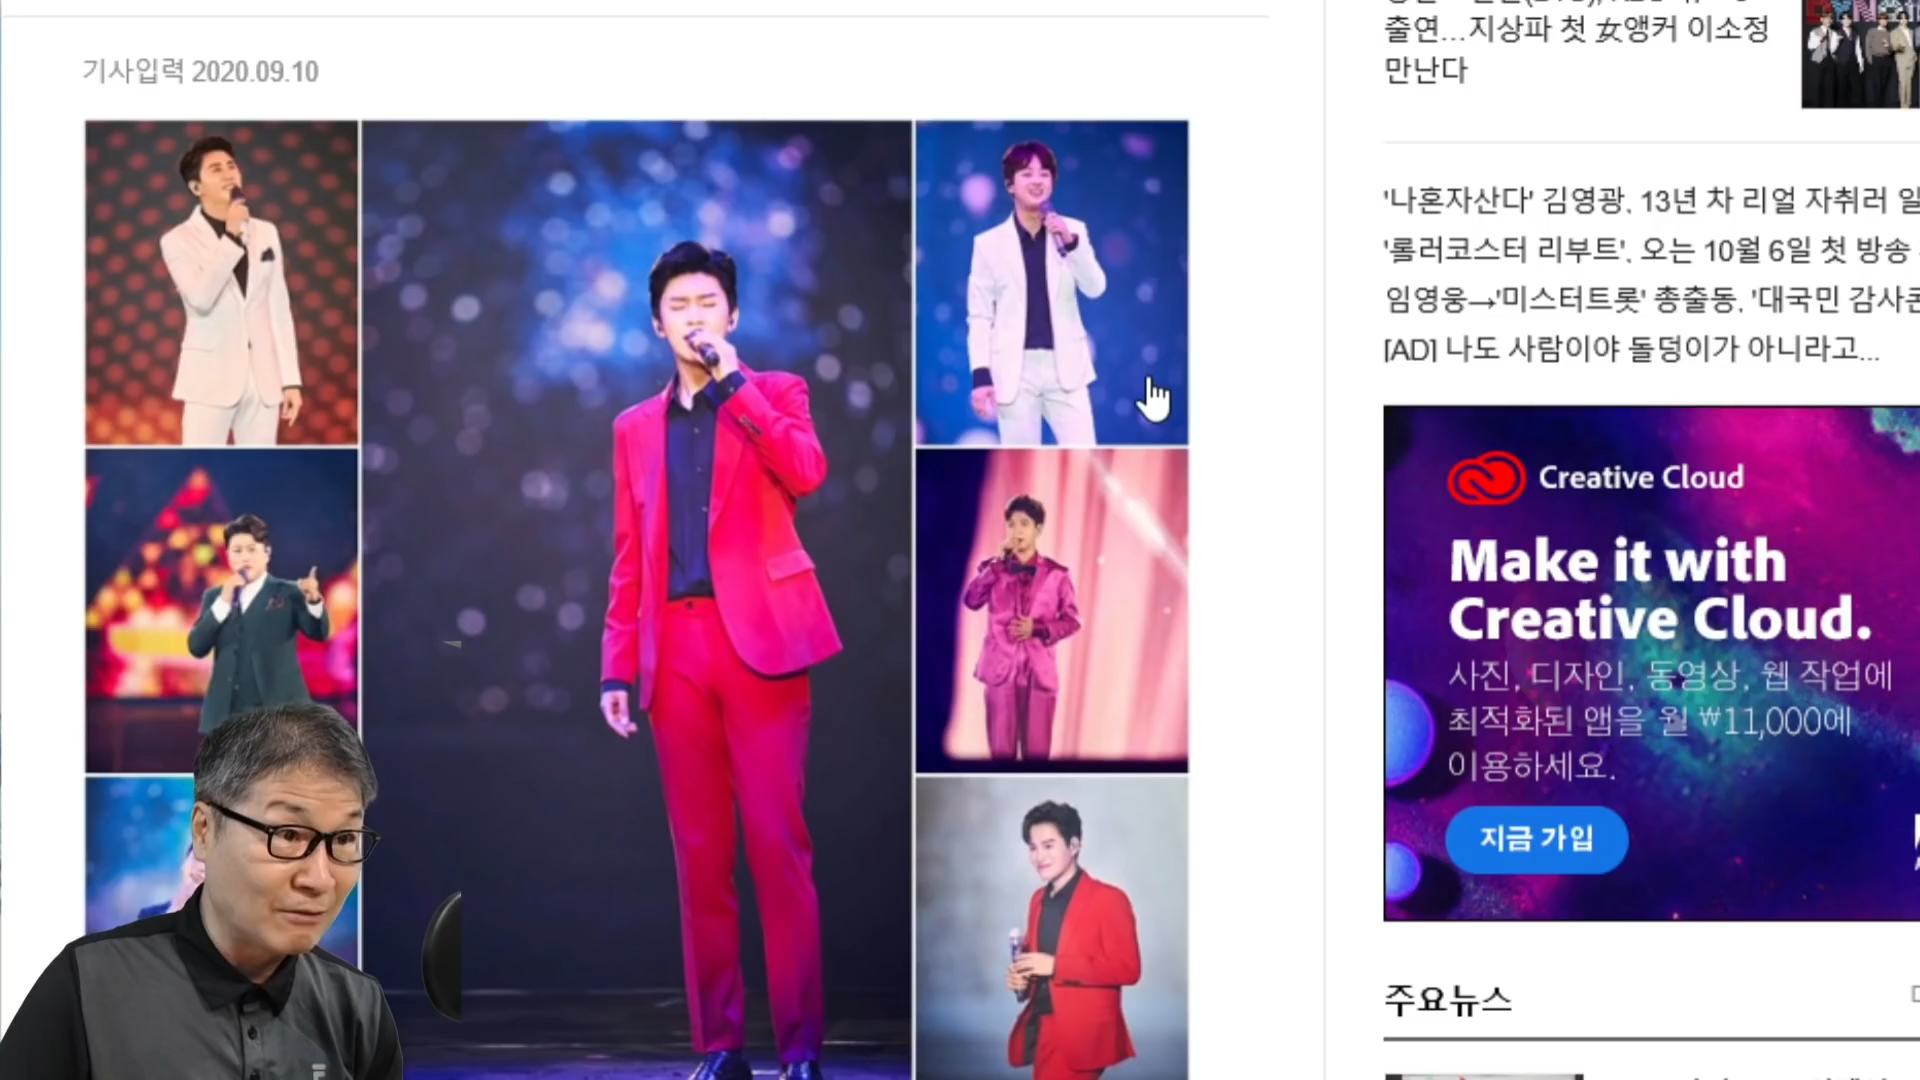 기사입력 2020.09.10
출연...지상파 첫 女앵커 이소정
만난다
'나혼자산다' 김영광, 13년 차 리얼 자취러
'롤러코스터 리부트', 오는 10월 6일 첫 방송
임영웅→'미스터트롯' 총출동, '대국민
[AD] 나도 사람이야 돌덩이가 아니라고...
Creative Cloud
Make it with
Creative Cloud.
사진, 디자인, 동영상, 웹 작업에
최적화된 앱을 월 ₩11,000에
이용하세요.
지금 가입
주요뉴스